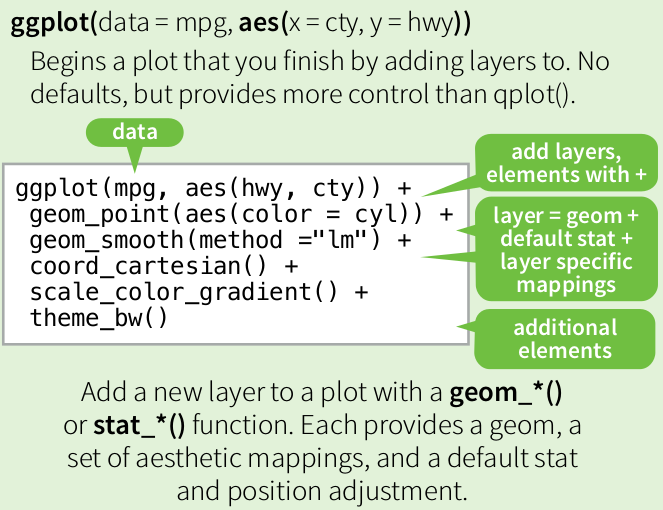 ggplot(data = mpg, aes(x = cty, y = hwy))
Begins a plot that you finish by adding layers to. No
defaults, but provides more control than qplot().
data
ggplot(mpg, aes(hwy, cty)) +
geom_point(aes(color = cyl)) +
geom_smooth(method ="lm") +
coord_cartesian() +
scale_color_gradient() +
theme_bw()
add layers,
elements with +
layer = geom +
default stat +
layer specific
mappings
additional
elements
Add a new layer to a plot with a geom_*()
or stat_*() function. Each provides a geom, a
set of aesthetic mappings, and a default stat
and position adjustment.